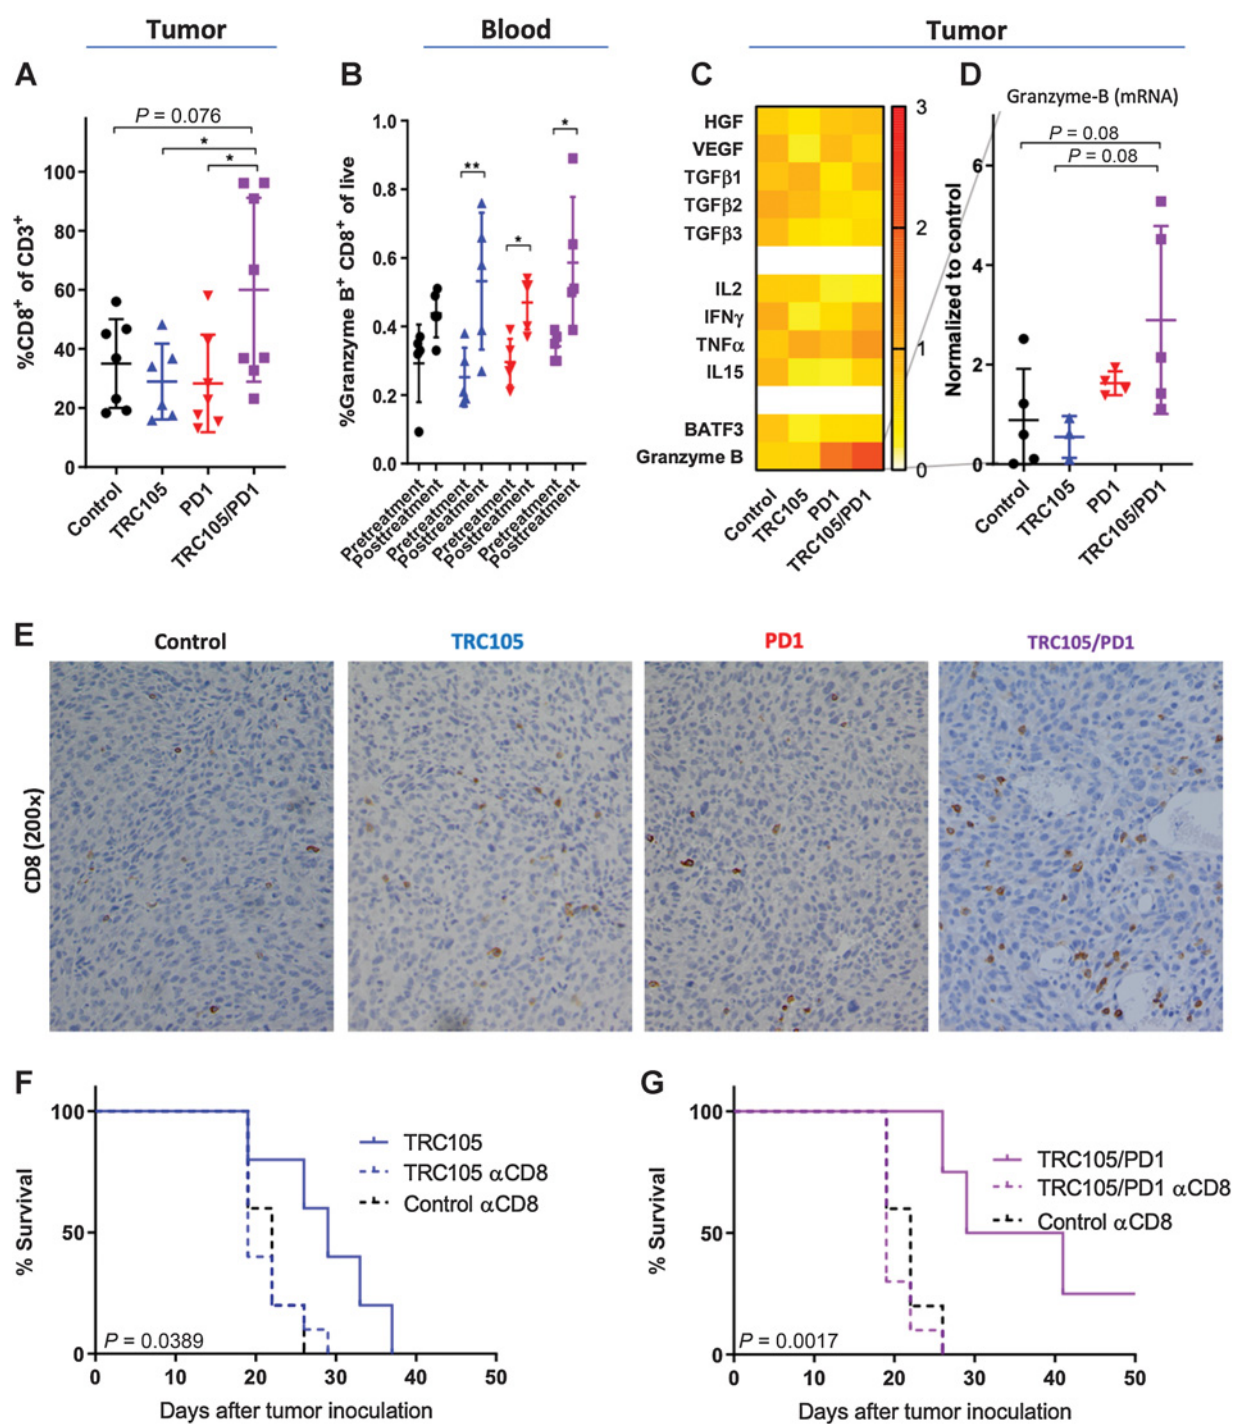 Tumor
Blood
Tumor
A
B
C
D
P = 0.076
*
*
%CD8+ of CD3+
100
80
60
40
20
0
Control
TRC105
PD1
TRC105/PD1
%Granzyme B+ CD8+ of live
1.0
0.8
0.6
0.4
0.2
0.0
**
*
*
Pretreatment
Posttreatment
Pretreatment
Posttreatment
Pretreatment
Posttreatment
Pretreatment
Posttreatment
HGF
VEGF
TGFβ1
TGFβ2
TGFβ3
IL2
IFNγ
TNFα
IL15
BATF3
Granzyme B
3
2
1
0
Control
TRC105
PD1
TRC105/PD1
Granzyme-B (mRNA)
P = 0.08
P = 0.08
Normalized to control
6
4
2
0
Control
TRC105
PD1
TRC105/PD1
E
Control
TRC105
PD1
TRC105/PD1
CD8 (200x)
F
% Survival
100
50
0
TRC105
TRC105 αCD8
Control αCD8
P = 0.0389
0
10
20
30
40
50
Days after tumor inoculation
G
% Survival
100
50
0
TRC105/PD1
TRC105/PD1 αCD8
Control αCD8
P = 0.0017
0
10
20
30
40
50
Days after tumor inoculation